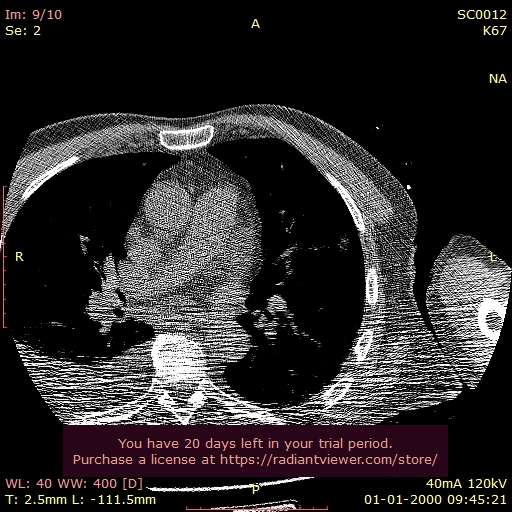 Im: 9/10
Se: 2
A
SC0012
K67
NA
R
L
You have 20 days left in your trial period.
Purchase a license at https://radiantviewer.com/store/
WL: 40 WW: 400 [D]
T: 2.5mm L: -111.5mm
P
40mA 120kV
01-01-2000 09:45:21